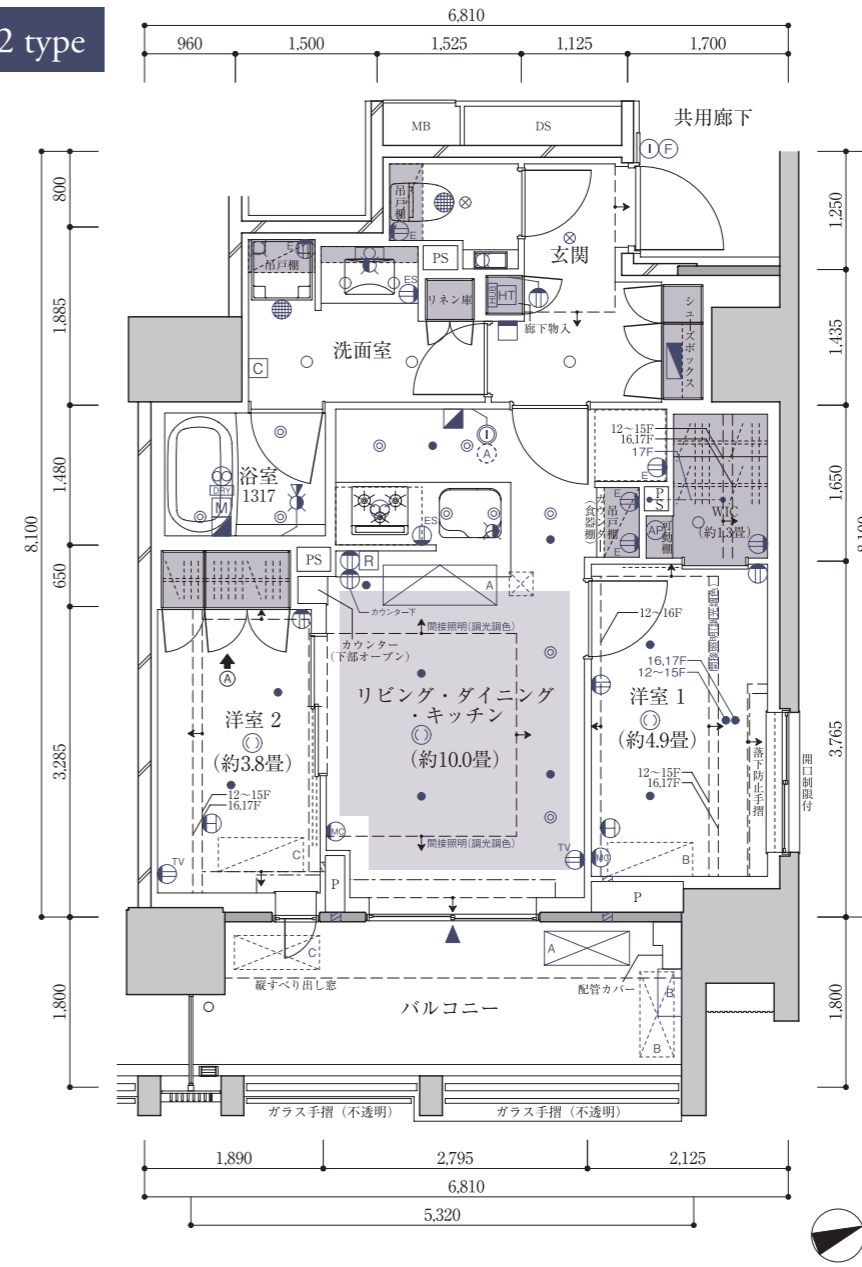 2 type
6,810
960
1,500
1,525
1,125
1,700
MB
DS
共用廊下
I
F
800
1,885
1,480
650
3,285
8,100
1,800
1,250
1,435
1,650
3,765
8,100
1,800
吊戸棚
E
玄関
吊戸棚
E
PS
ES
リネン庫
HT
廊下物入
シューズボックス
洗面室
C
I
A
浴室
1317
DRY
M
ES
12〜15F
16,17F
17F
E
PS
WIC
(約1.3畳)
AP
可動棚
E
吊戸棚
カウンター
(食器棚)
E
PS
R
カウンター下
A
カウンター
(下部オープン)
間接照明(調光調色)
12〜16F
A
リビング・ダイニング
・キッチン
(約10.0畳)
洋室 2
(約3.8畳)
洋室 1
(約4.9畳)
16,17F
12〜15F
12〜15F
16,17F
12〜15F
16,17F
落下防止手摺
開口制限付
間接照明(調光調色)
MC
TV
C
TV
MC
B
P
P
C
縦すべり出し窓
A
配管カバー
B
B
バルコニー
ガラス手摺（不透明）
ガラス手摺（不透明）
1,890
2,795
2,125
6,810
5,320